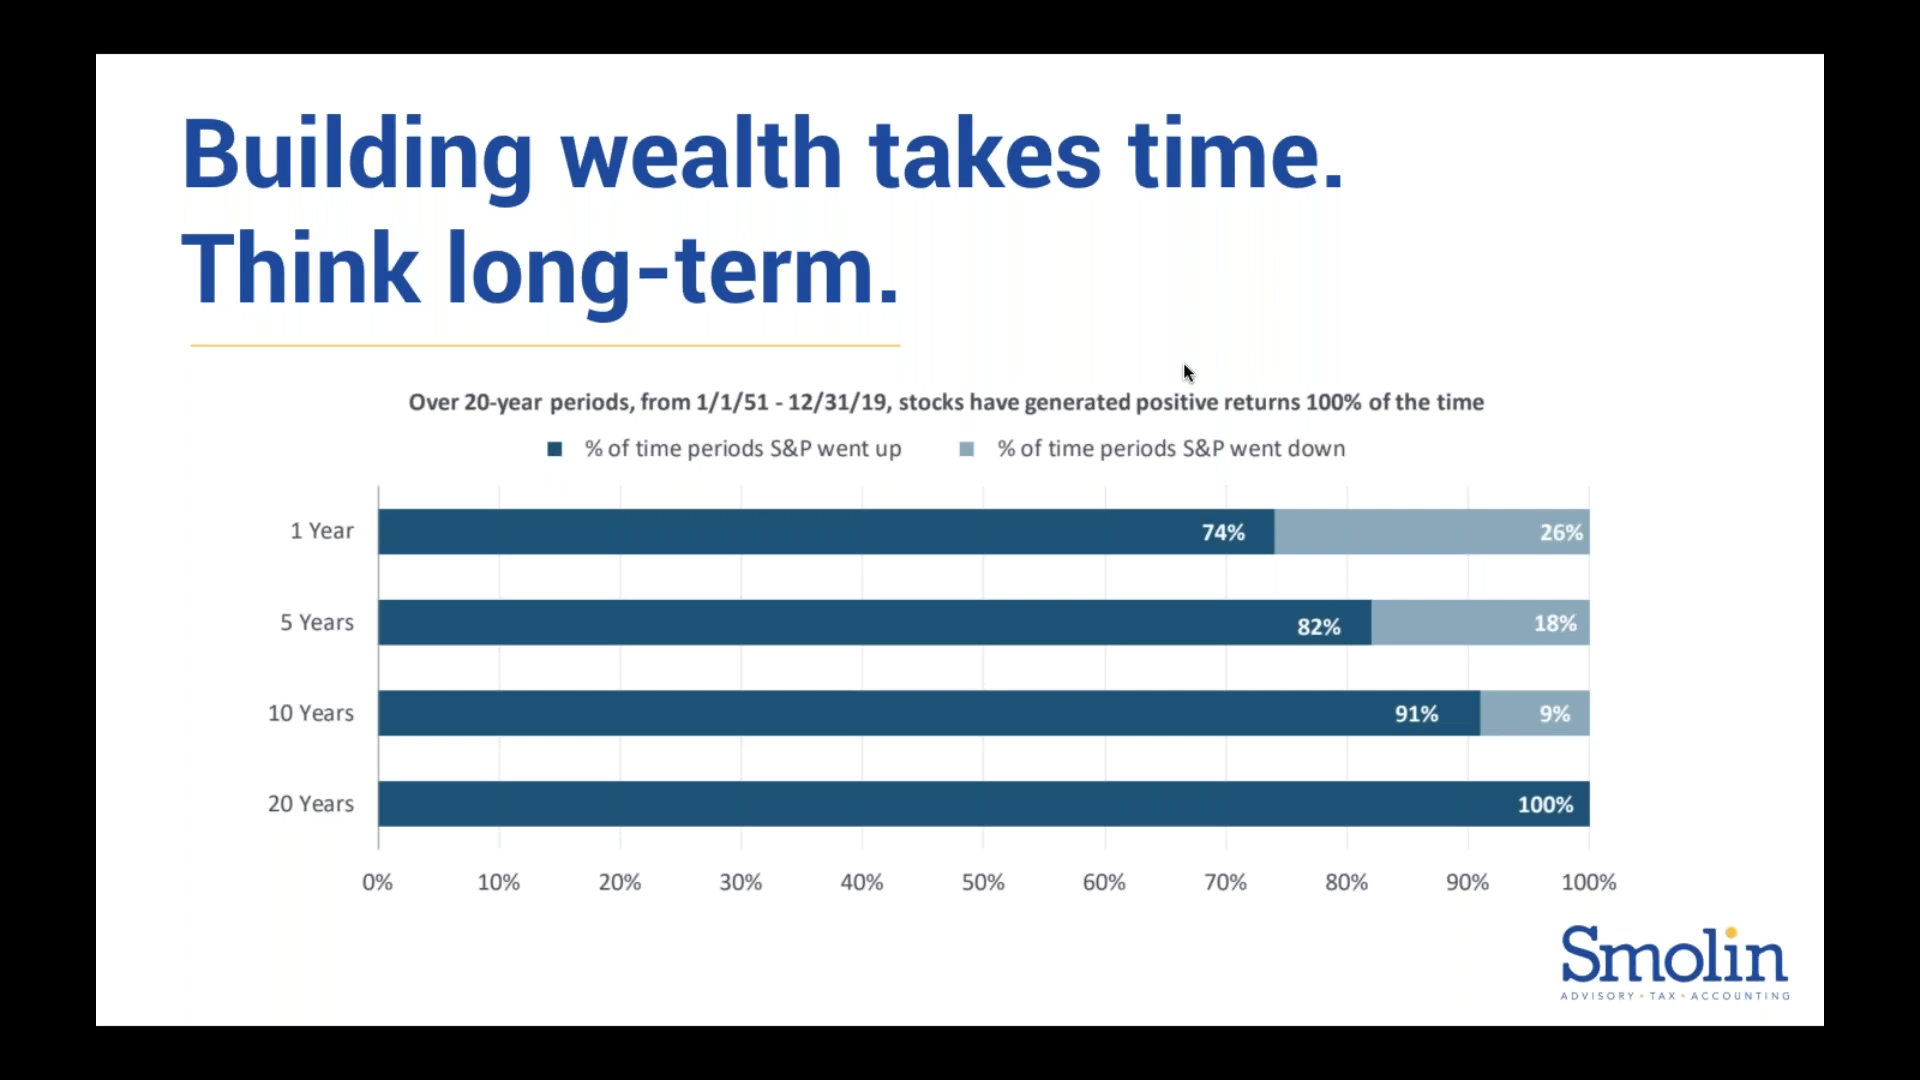 Building wealth takes time.
Think long-term.
Over 20-year periods, from 1/1/51 - 12/31/19, stocks have generated positive returns 100% of the time
% of time periods S&P went up % of time periods S&P went down
1 Year 74% 26%
5 Years 82% 18%
10 Years 91% 9%
20 Years 100%
0% 10% 20% 30% 40% 50% 60% 70% 80% 90% 100%
Smolin
ADVISORY • TAX • ACCOUNTING